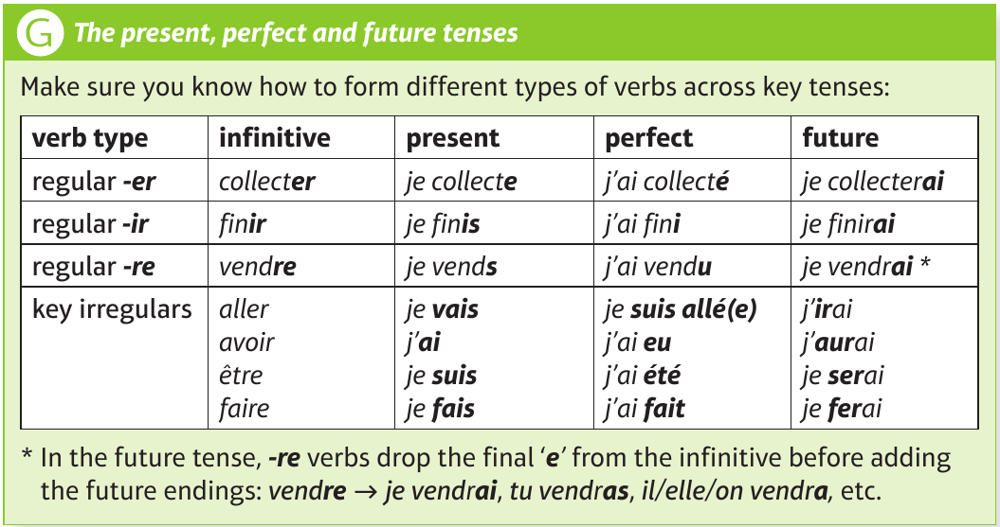 G The present, perfect and future tenses
Make sure you know how to form different types of verbs across key tenses:
verb type infinitive present perfect future
regular -er collecter je collecte j'ai collecté je collecterai
regular -ir finir je finis j'ai fini je finirai
regular -re vendre je vends j'ai vendu je vendrai *
key irregulars aller je vais je suis allé(e) j'irai
avoir j'ai j'ai eu j'aurai
être je suis j'ai été je serai
faire je fais j'ai fait je ferai
* In the future tense, -re verbs drop the final 'e' from the infinitive before adding
the future endings: vendre → je vendrai, tu vendras, il/elle/on vendra, etc.